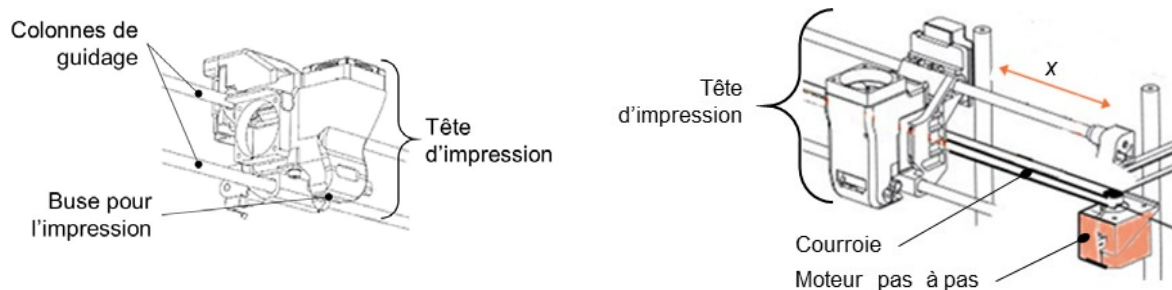 Colonnes de
guidage
Tête
d'impression
Buse pour
l'impression
Tête
d'impression
x
Courroie
Moteur pas à pas